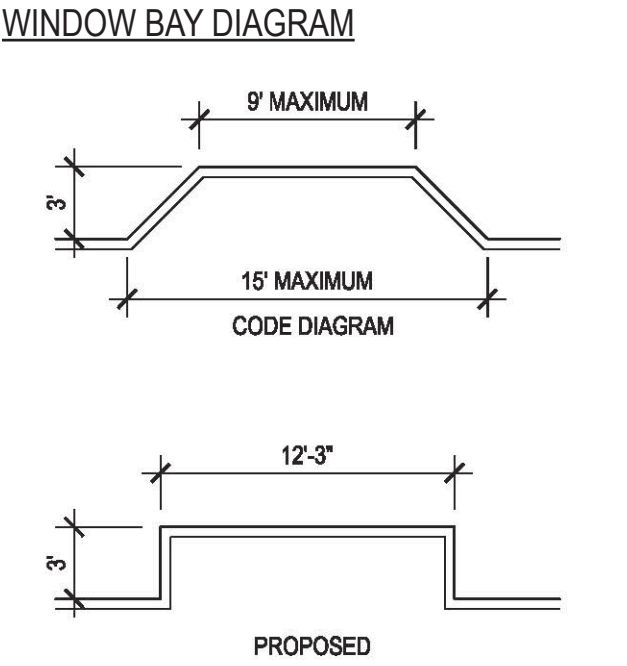 WINDOW BAY DIAGRAM
9' MAXIMUM
3'
15' MAXIMUM
CODE DIAGRAM
12'-3"
3'
PROPOSED